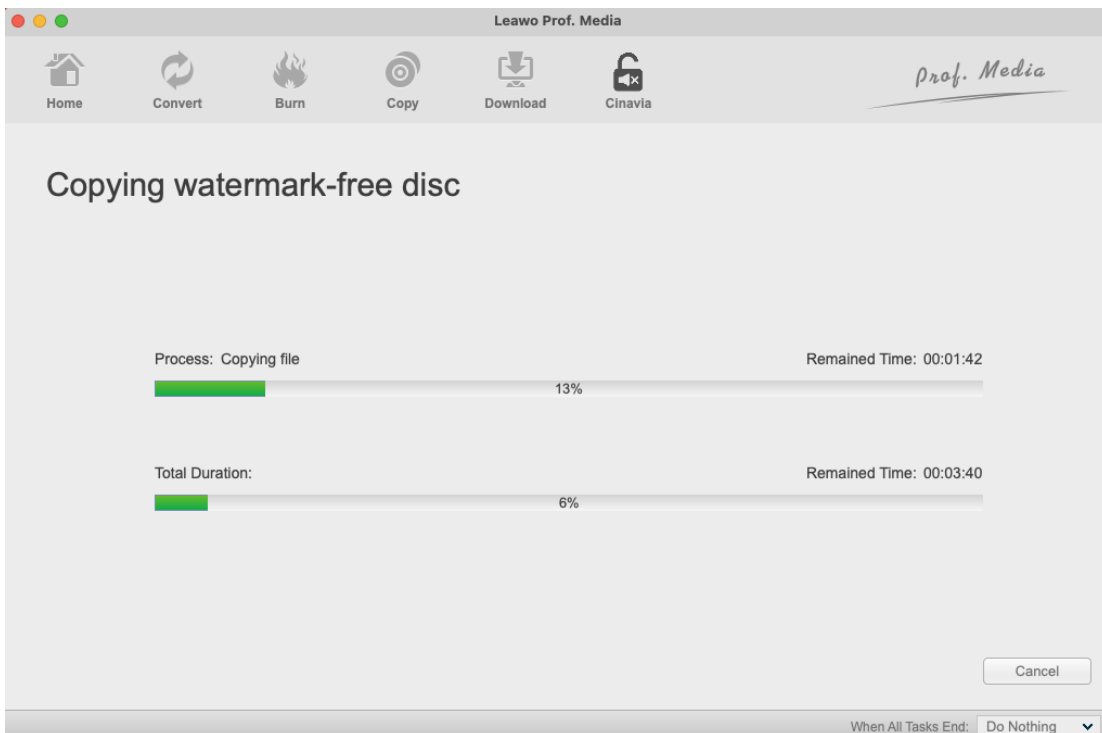 Leawo Prof. Media
Home Convert Burn Copy Download Cinavia
Prof. Media
Copying watermark-free disc
Process: Copying file Remained Time: 00:01:42
13%
Total Duration: Remained Time: 00:03:40
6%
Cancel
When All Tasks End: Do Nothing